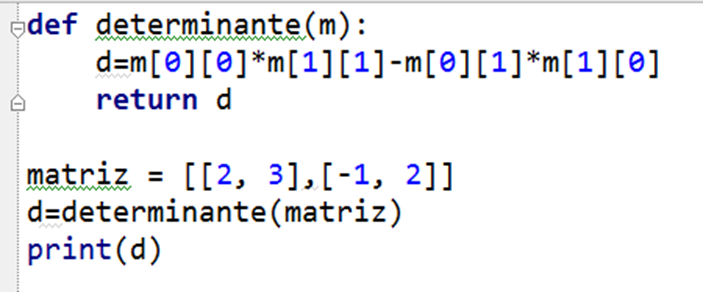 def determinante(m):
    d=m[0][0]*m[1][1]-m[0][1]*m[1][0]
    return d
matriz = [[2, 3],[-1, 2]]
d=determinante(matriz)
print(d)